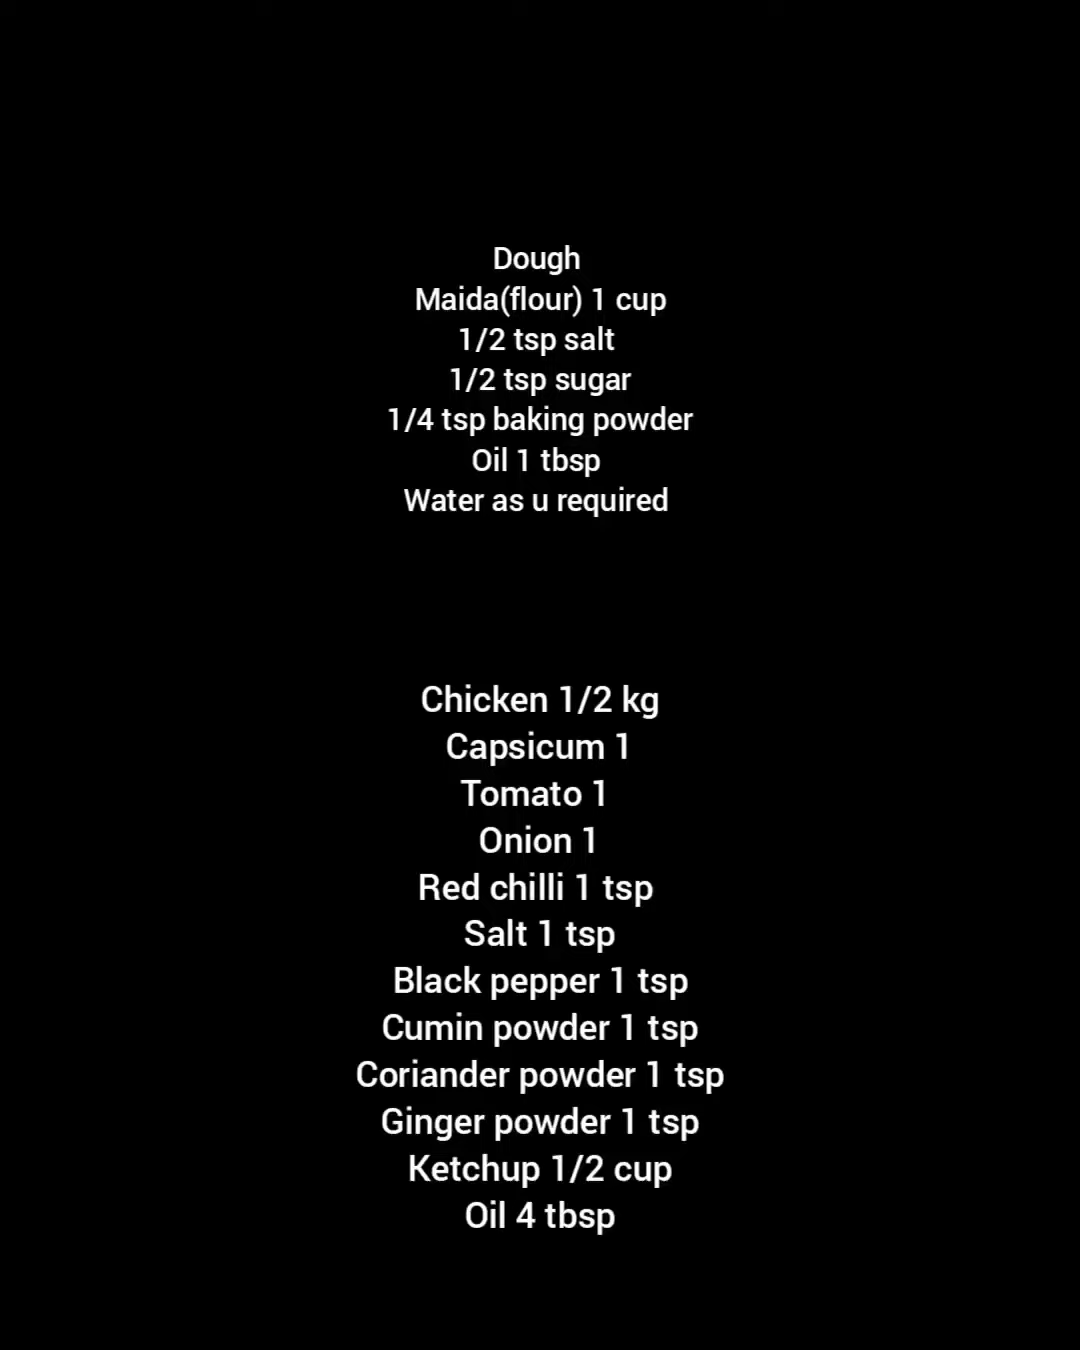 Dough
Maida(flour) 1 cup
1/2 tsp salt
1/2 tsp sugar
1/4 tsp baking powder
Oil 1 tbsp
Water as u required
Chicken 1/2 kg
Capsicum 1
Tomato 1
Onion 1
Red chilli 1 tsp
Salt 1 tsp
Black pepper 1 tsp
Cumin powder 1 tsp
Coriander powder 1 tsp
Ginger powder 1 tsp
Ketchup 1/2 cup
Oil 4 tbsp